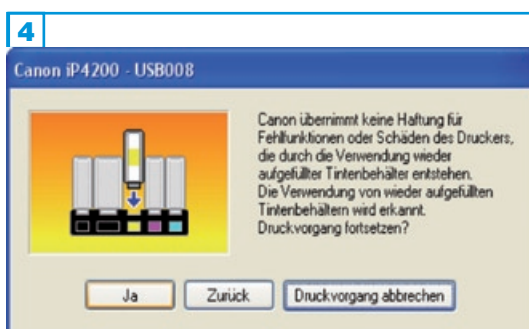 4
Canon iP4200 - USB008
Canon übernimmt keine Haftung für
Fehlfunktionen oder Schäden des Druckers,
die durch die Verwendung wieder
aufgefüllter Tintenbehälter entstehen.
Die Verwendung von wieder aufgefüllten
Tintenbehältern wird erkannt.
Druckvorgang fortsetzen?
Ja
Zurück
Druckvorgang abbrechen